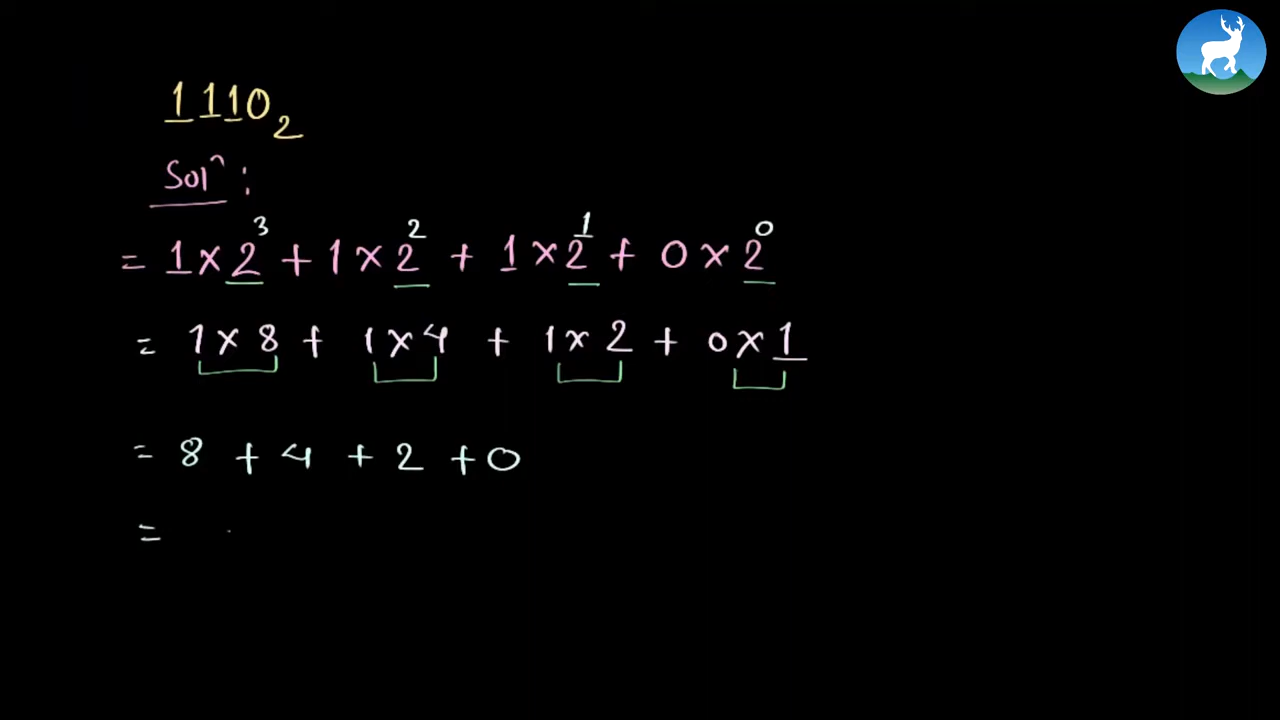 1110₂
Solⁿ :
= 1 × 2³ + 1 × 2² + 1 × 2¹ + 0 × 2⁰
= 1 × 8 + 1 × 4 + 1 × 2 + 0 × 1
= 8 + 4 + 2 + 0
=